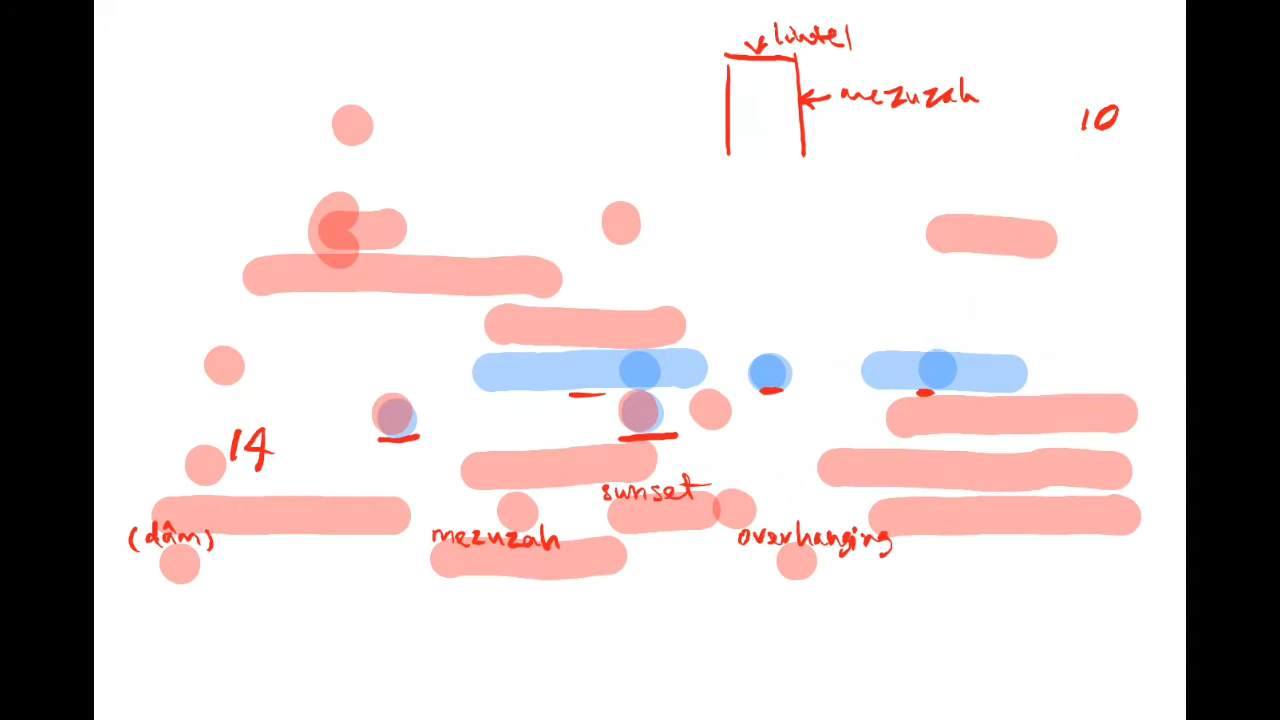 lintel
mezuzah
10
14
sunset
(dâm) mezuzah overhanging